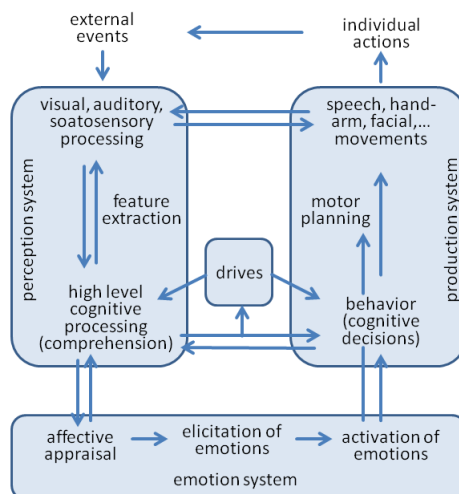 external
events
individual
actions
perception system
visual, auditory,
soatosensory
processing
feature
extraction
high level
cognitive
processing
(comprehension)
drives
speech, hand-
arm, facial,...
movements
motor
planning
behavior
(cognitive
decisions)
production system
affective
appraisal
elicitation of
emotions
activation of
emotions
emotion system